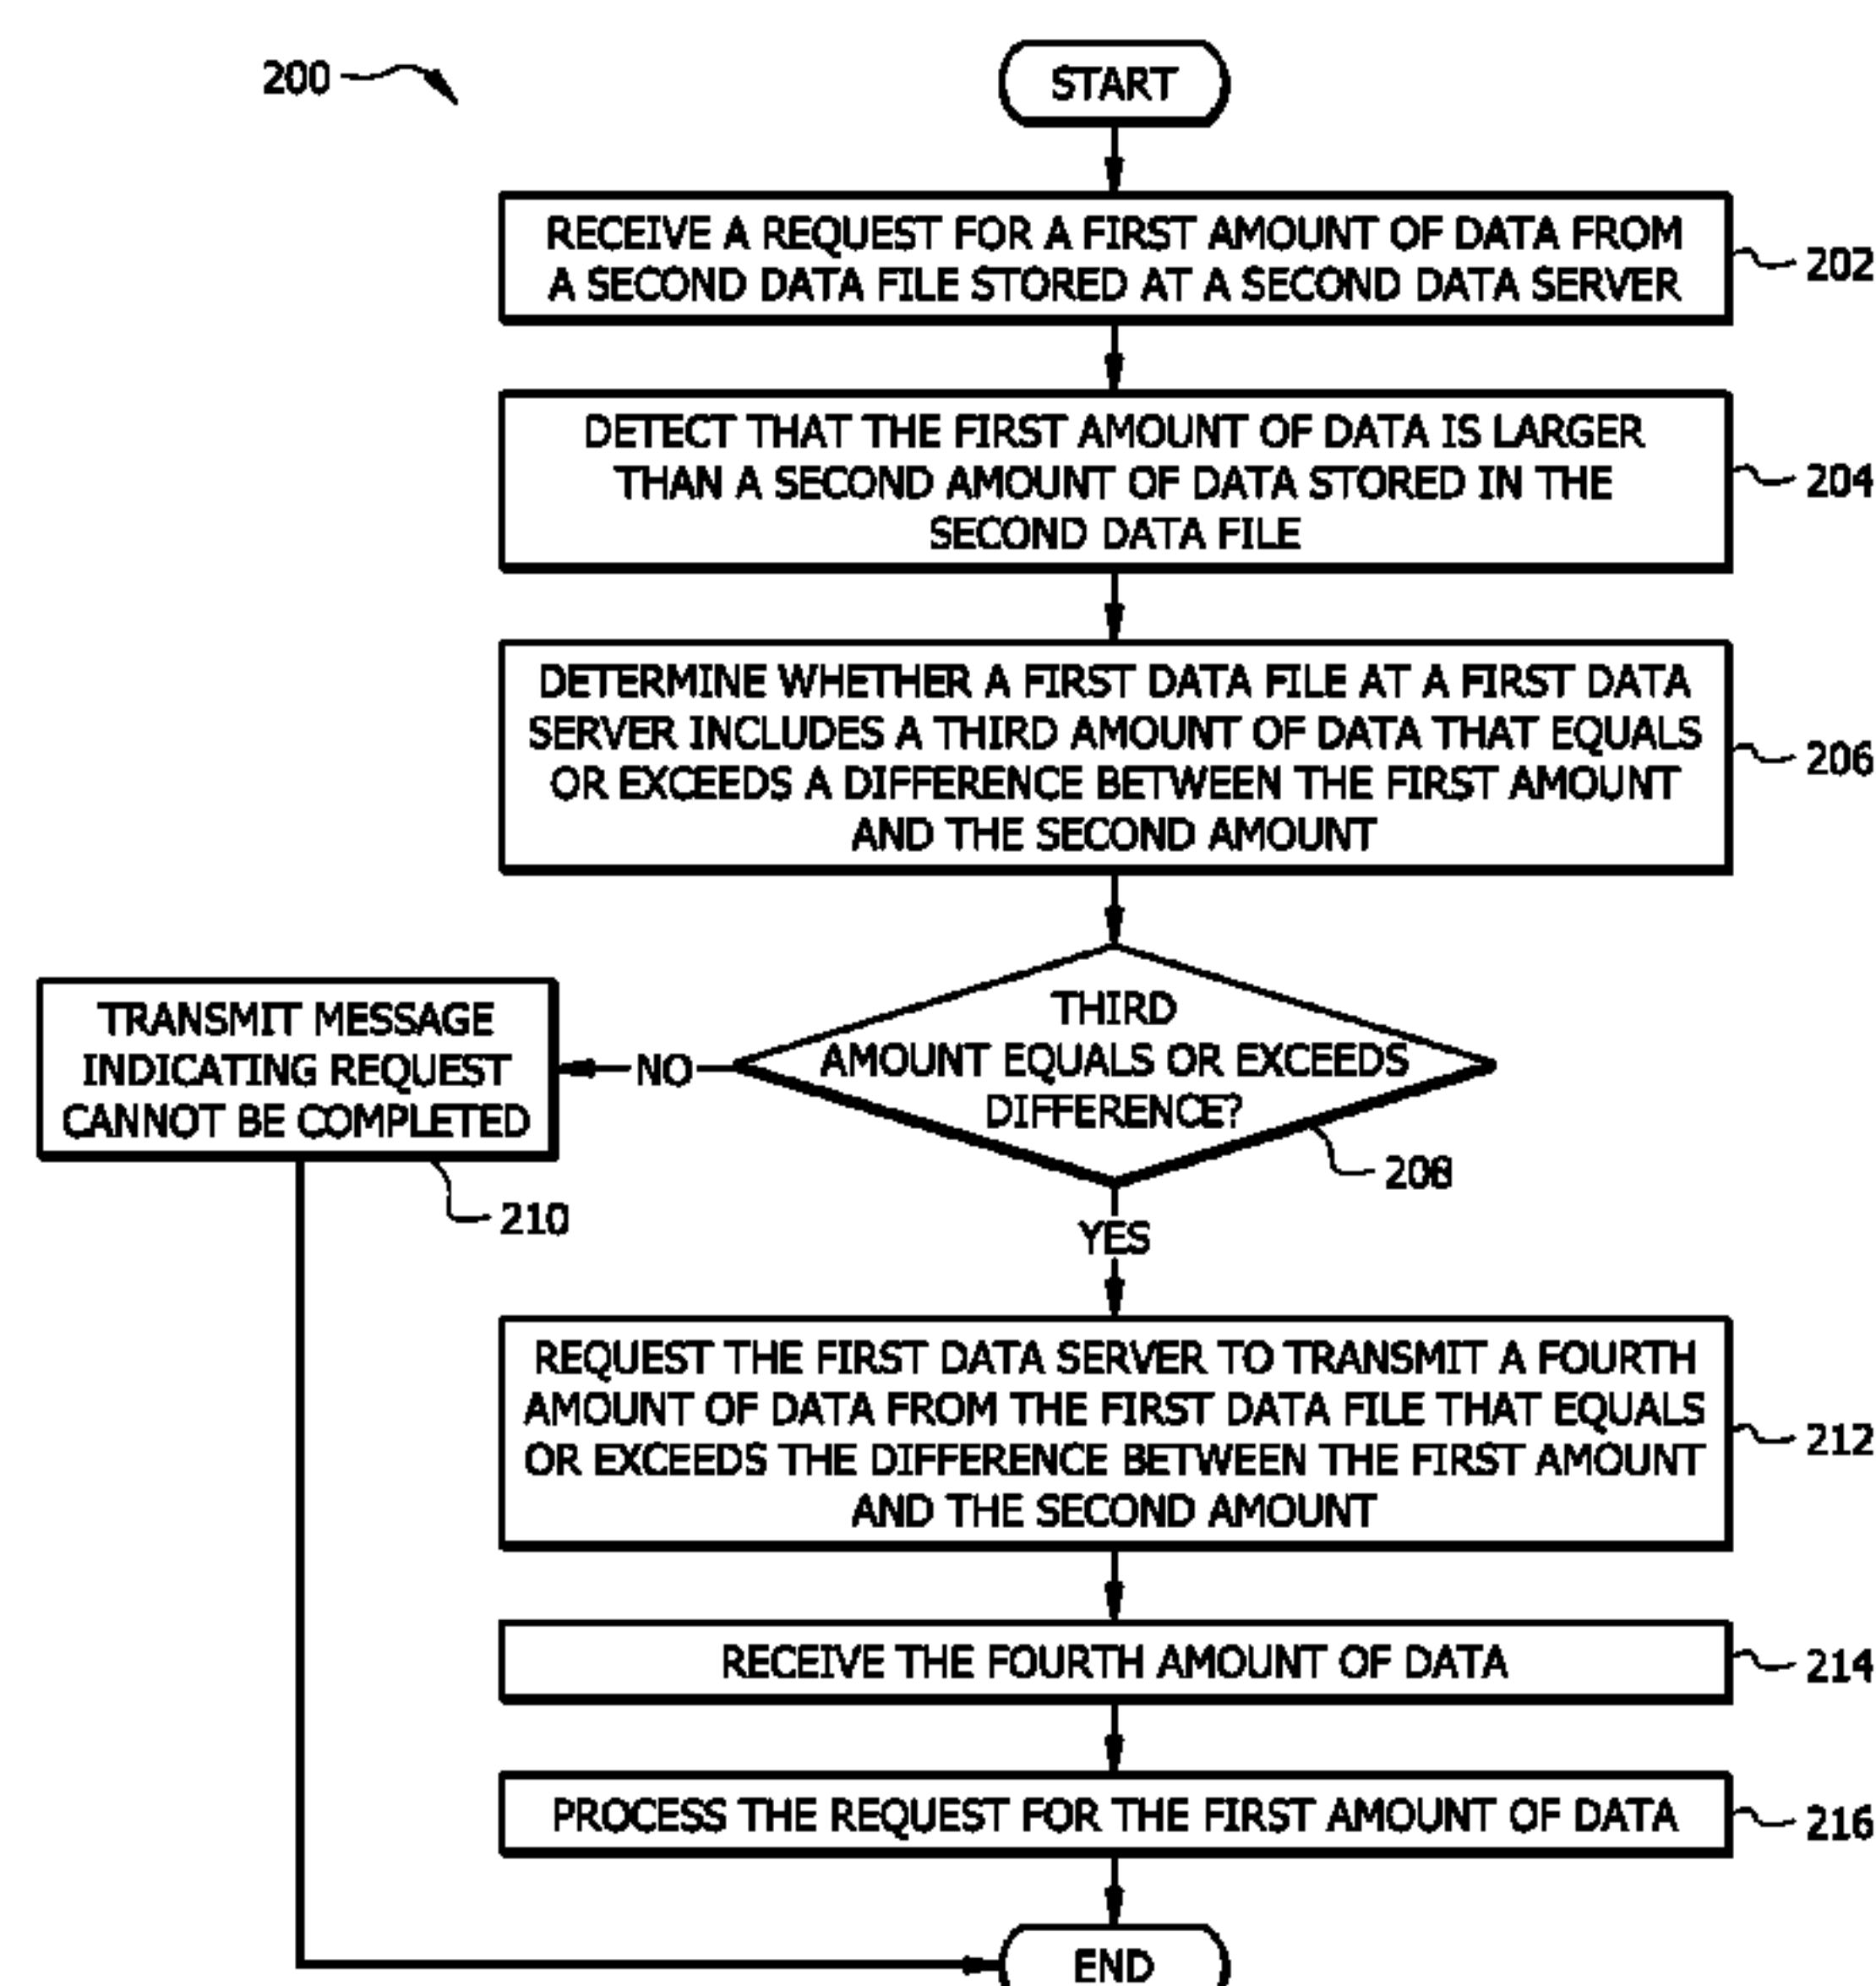 200
START
RECEIVE A REQUEST FOR A FIRST AMOUNT OF DATA FROM
A SECOND DATA FILE STORED AT A SECOND DATA SERVER
202
DETECT THAT THE FIRST AMOUNT OF DATA IS LARGER
THAN A SECOND AMOUNT OF DATA STORED IN THE
SECOND DATA FILE
204
DETERMINE WHETHER A FIRST DATA FILE AT A FIRST DATA
SERVER INCLUDES A THIRD AMOUNT OF DATA THAT EQUALS
OR EXCEEDS A DIFFERENCE BETWEEN THE FIRST AMOUNT
AND THE SECOND AMOUNT
206
THIRD
AMOUNT EQUALS OR EXCEEDS
DIFFERENCE?
208
NO
TRANSMIT MESSAGE
INDICATING REQUEST
CANNOT BE COMPLETED
210
YES
REQUEST THE FIRST DATA SERVER TO TRANSMIT A FOURTH
AMOUNT OF DATA FROM THE FIRST DATA FILE THAT EQUALS
OR EXCEEDS THE DIFFERENCE BETWEEN THE FIRST AMOUNT
AND THE SECOND AMOUNT
212
RECEIVE THE FOURTH AMOUNT OF DATA
214
PROCESS THE REQUEST FOR THE FIRST AMOUNT OF DATA
216
END